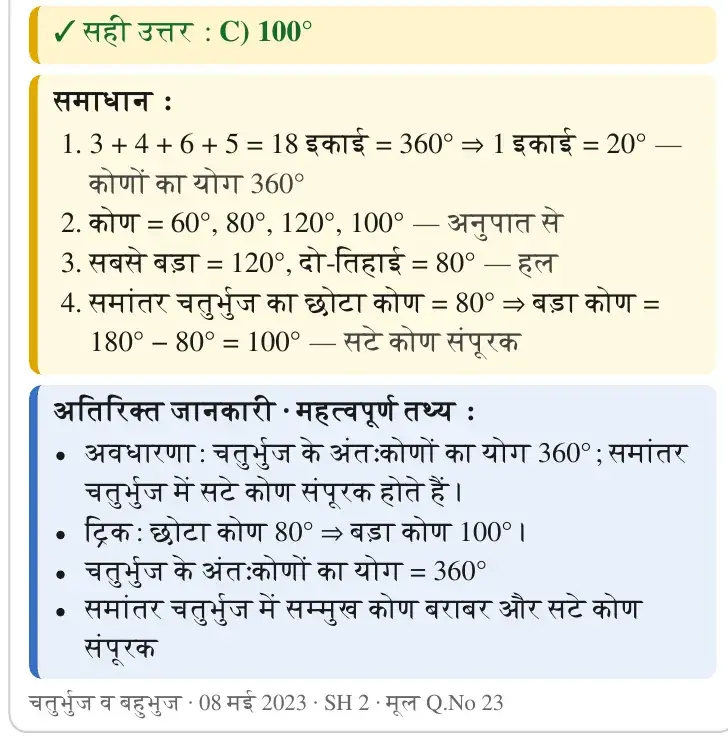 ✓ सही उत्तर : C) 100°
समाधान :
1. 3 + 4 + 6 + 5 = 18 इकाई = 360° ⇒ 1 इकाई = 20° —
कोणों का योग 360°
2. कोण = 60°, 80°, 120°, 100° — अनुपात से
3. सबसे बड़ा = 120°, दो-तिहाई = 80° — हल
4. समांतर चतुर्भुज का छोटा कोण = 80° ⇒ बड़ा कोण =
180° − 80° = 100° — सटे कोण संपूरक
अतिरिक्त जानकारी · महत्वपूर्ण तथ्य :
• अवधारणा : चतुर्भुज के अंतःकोणों का योग 360° ; समांतर
चतुर्भुज में सटे कोण संपूरक होते हैं ।
• ट्रिक : छोटा कोण 80° ⇒ बड़ा कोण 100° ।
• चतुर्भुज के अंतःकोणों का योग = 360°
• समांतर चतुर्भुज में सम्मुख कोण बराबर और सटे कोण
संपूरक
चतुर्भुज व बहुभुज · 08 मई 2023 · SH 2 · मूल Q.No 23